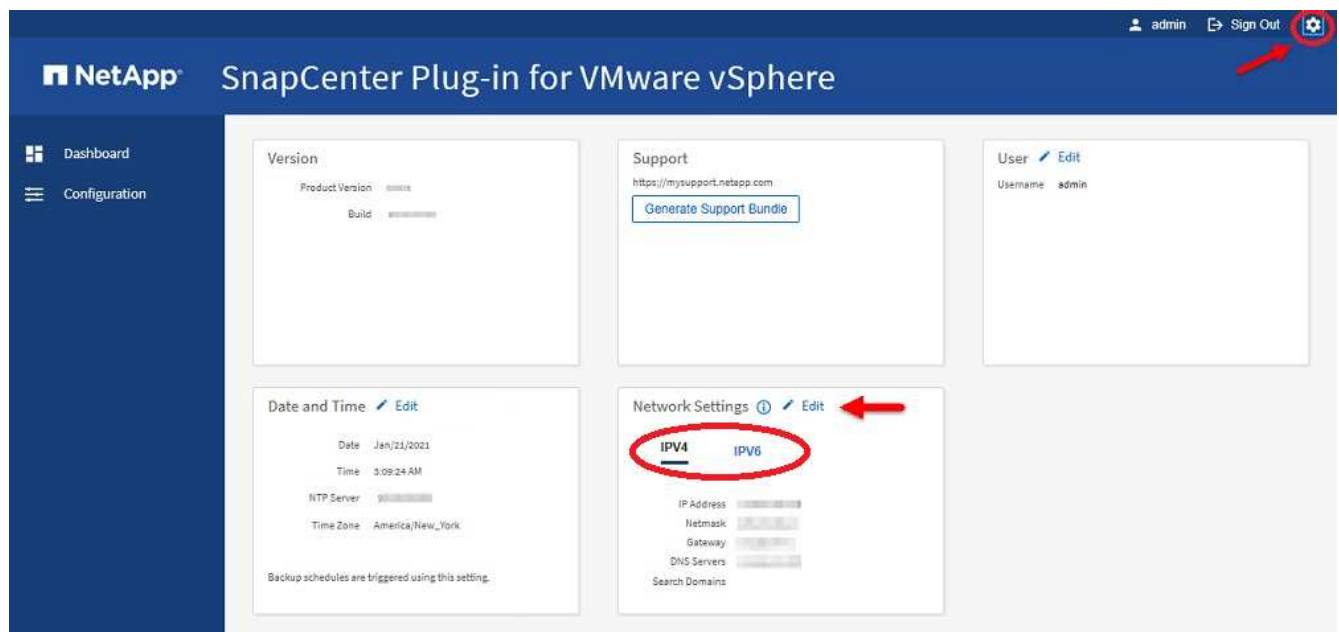 admin Sign Out
NetApp SnapCenter Plug-in for VMware vSphere
Dashboard
Configuration
Version
Product Version
Build
Support
https://mysupport.netapp.com
Generate Support Bundle
User Edit
Username admin
Date and Time Edit
Date Jan/21/2021
Time 3:09:24 AM
NTP Server
Time Zone America/New_York
Backup schedules are triggered using this setting.
Network Settings Edit
IPV4 IPV6
IP Address
Netmask
Gateway
DNS Servers
Search Domains